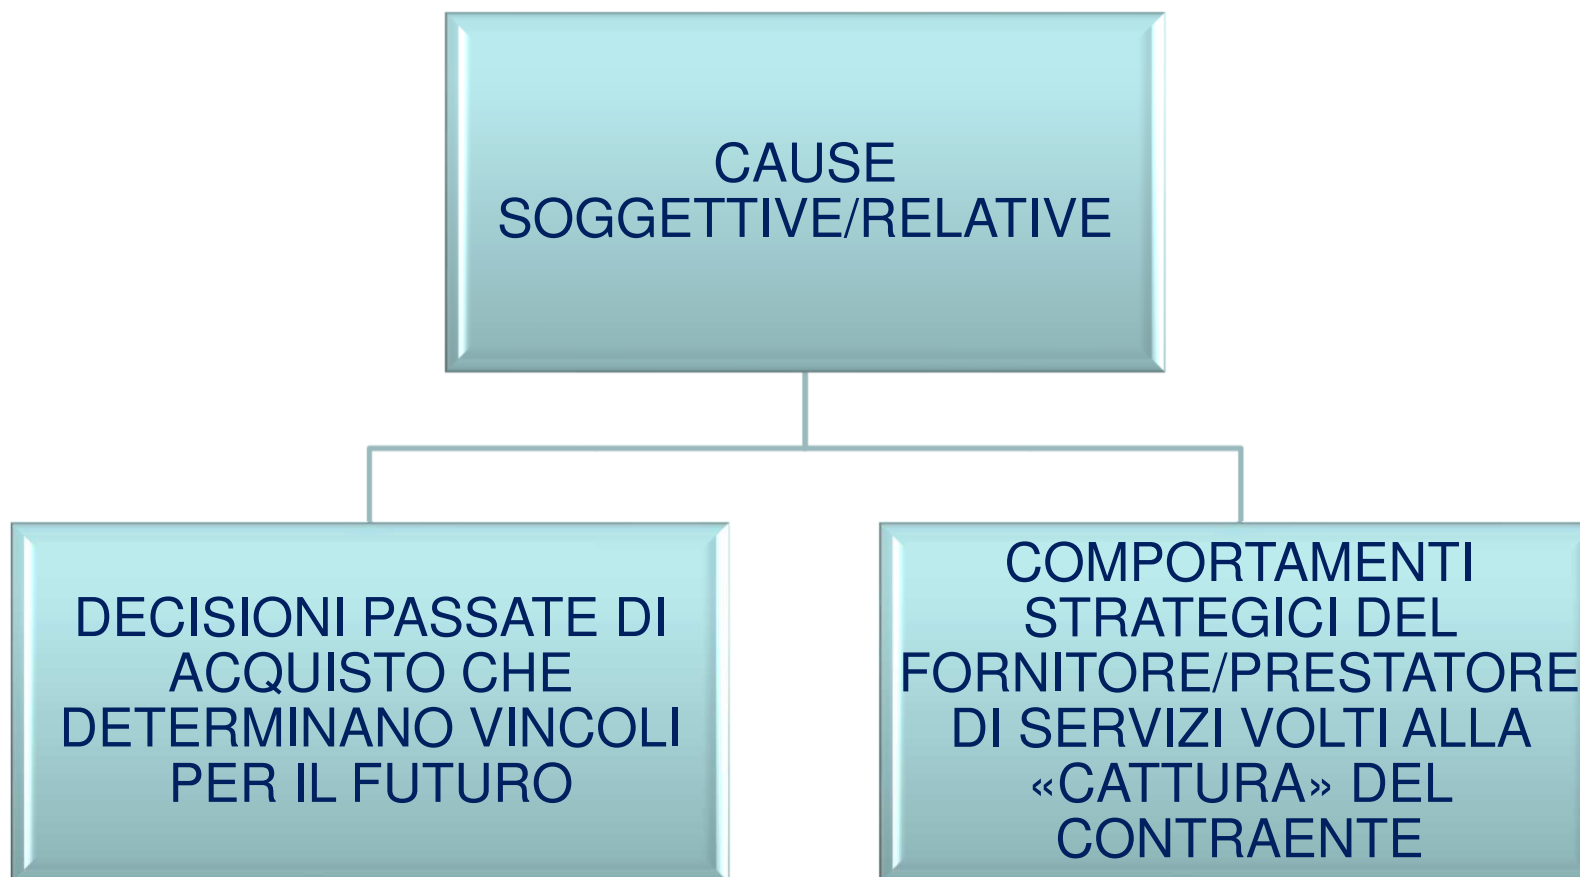 CAUSE
SOGGETTIVE/RELATIVE
DECISIONI PASSATE DI
ACQUISTO CHE
DETERMINANO VINCOLI
PER IL FUTURO
COMPORTAMENTI
STRATEGICI DEL
FORNITORE/PRESTATORE
DI SERVIZI VOLTI ALLA
«CATTURA» DEL
CONTRAENTE